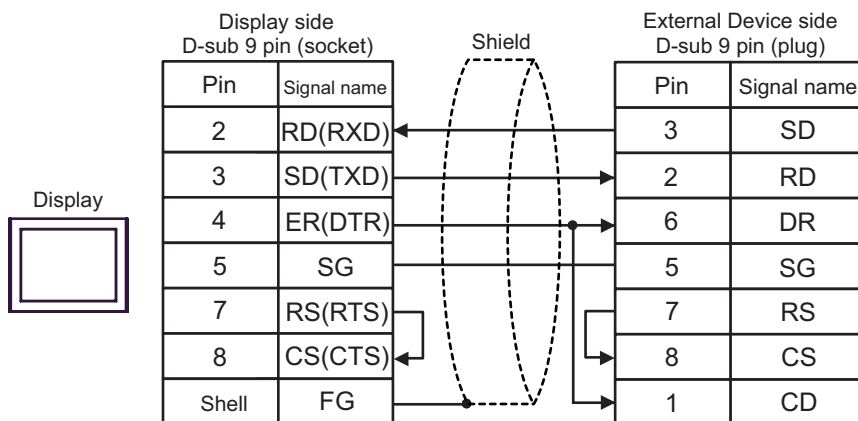 Display side
D-sub 9 pin (socket)
Shield
External Device side
D-sub 9 pin (plug)
Pin Signal name Pin Signal name
2 RD(RXD) 3 SD
3 SD(TXD) 2 RD
Display
4 ER(DTR) 6 DR
5 SG 5 SG
7 RS(RTS) 7 RS
8 CS(CTS) 8 CS
Shell FG 1 CD